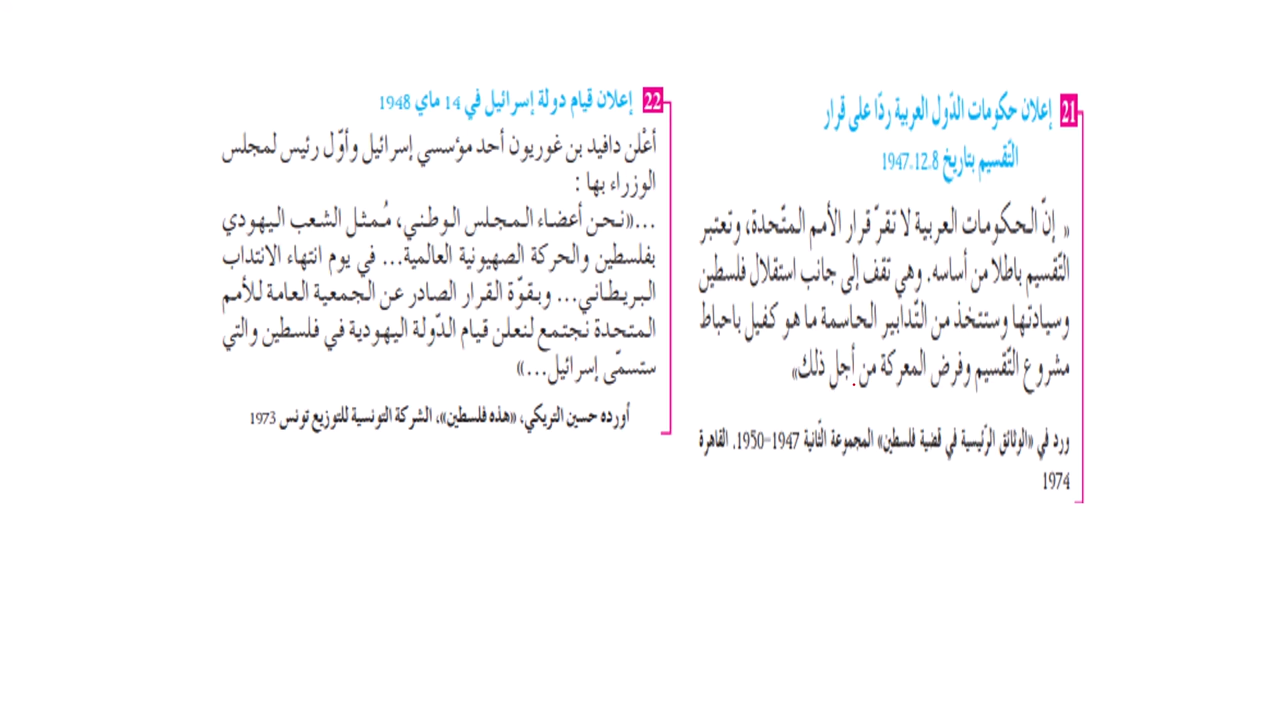 21 إعلان حكومات الدّول العربية ردّا على قرار
التّقسيم بتاريخ 8.12.1947
« إنّ الحكومات العربية لا تقرّ قرار الأمم المتّحدة، وتعتبر
التّقسيم باطلا من أساسه. وهي تقف إلى جانب استقلال فلسطين
وسيادتها وستتخذ من التّدابير الحاسمة ما هو كفيل باحباط
مشروع التّقسيم وفرض المعركة من أجل ذلك»
ورد في «الوثائق الرّئيسية في قضية فلسطين» المجموعة الثّانية 1947-1950. القاهرة
1974
22 إعلان قيام دولة إسرائيل في 14 ماي 1948
أعْلن دافيد بن غوريون أحد مؤسسي إسرائيل وأوّل رئيس لمجلس
الوزراء بها :
...«نحن أعضاء المجلس الوطني، مُمثل الشعب اليهودي
بفلسطين والحركة الصهيونية العالمية... في يوم انتهاء الانتداب
البريطاني... وبقوّة القرار الصادر عن الجمعية العامة للأمم
المتحدة نجتمع لنعلن قيام الدّولة اليهودية في فلسطين والتي
ستسمّى إسرائيل...»
أورده حسين التريكي، «هذه فلسطين»، الشركة التونسية للتوزيع تونس 1973